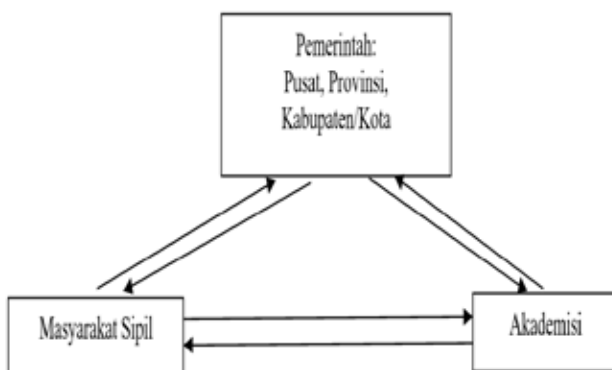 Pemerintah:
Pusat, Provinsi,
Kabupaten/Kota
Masyarakat Sipil
Akademisi